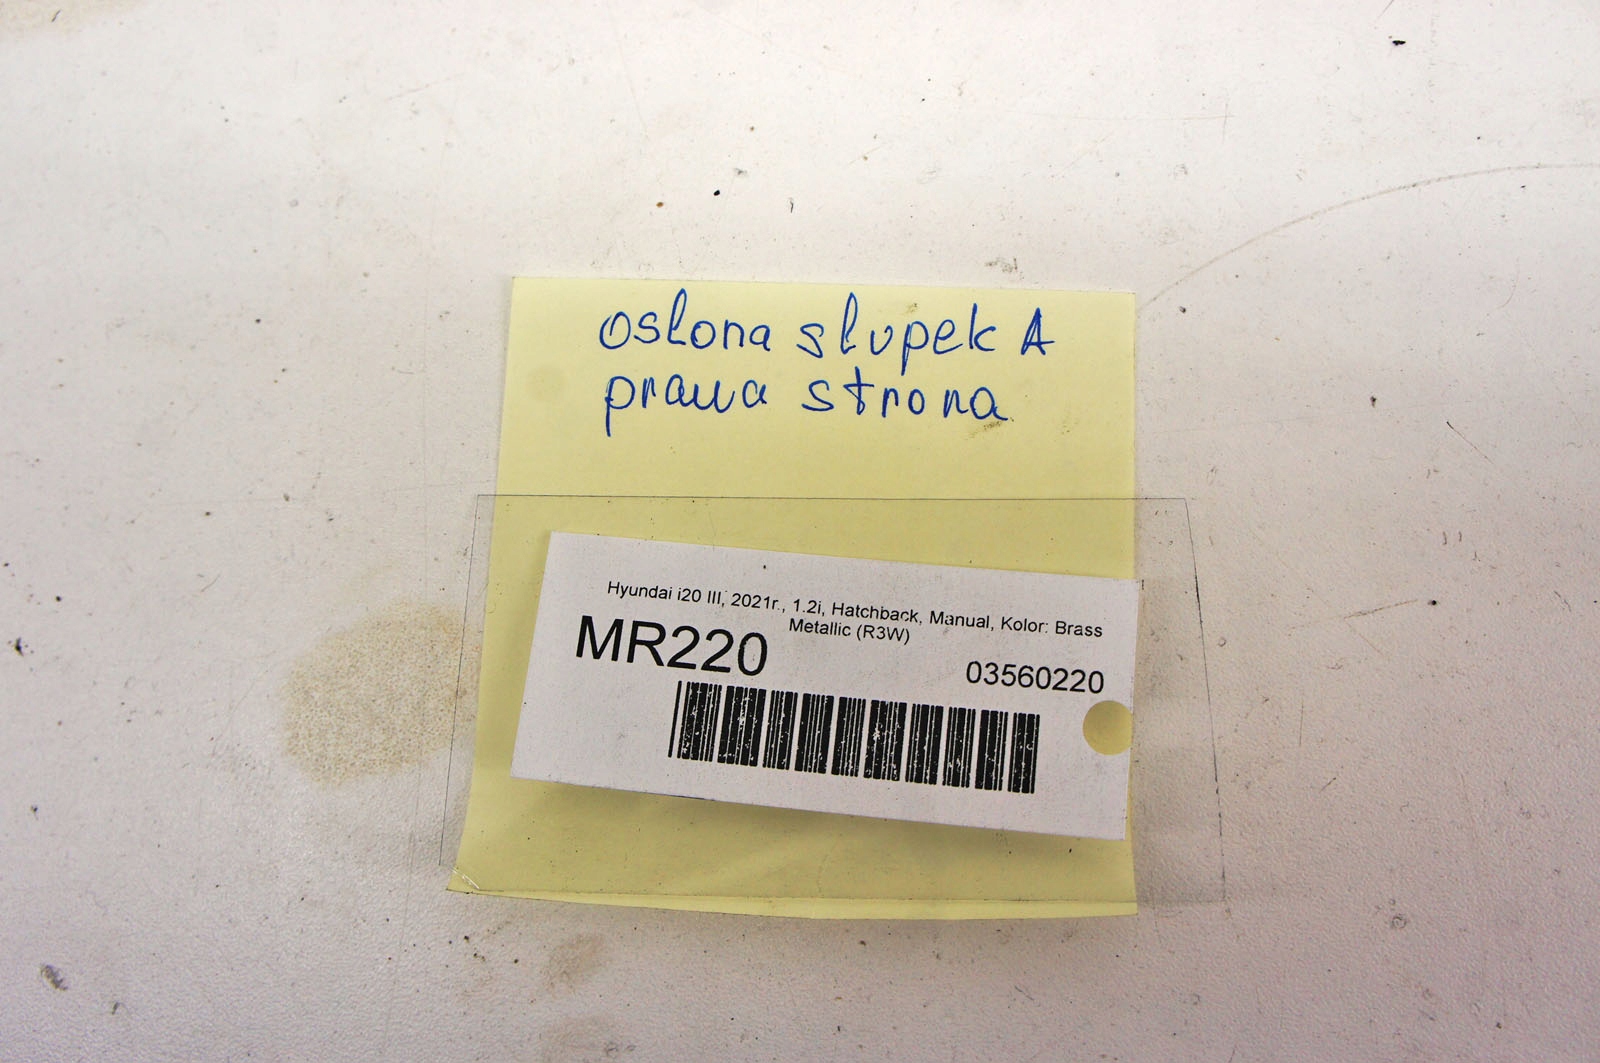 osłona słupek A
prawa strona
Hyundai i20 III, 2021r., 1.2i, Hatchback, Manual, Kolor: Brass
Metallic (R3W)
MR220
03560220